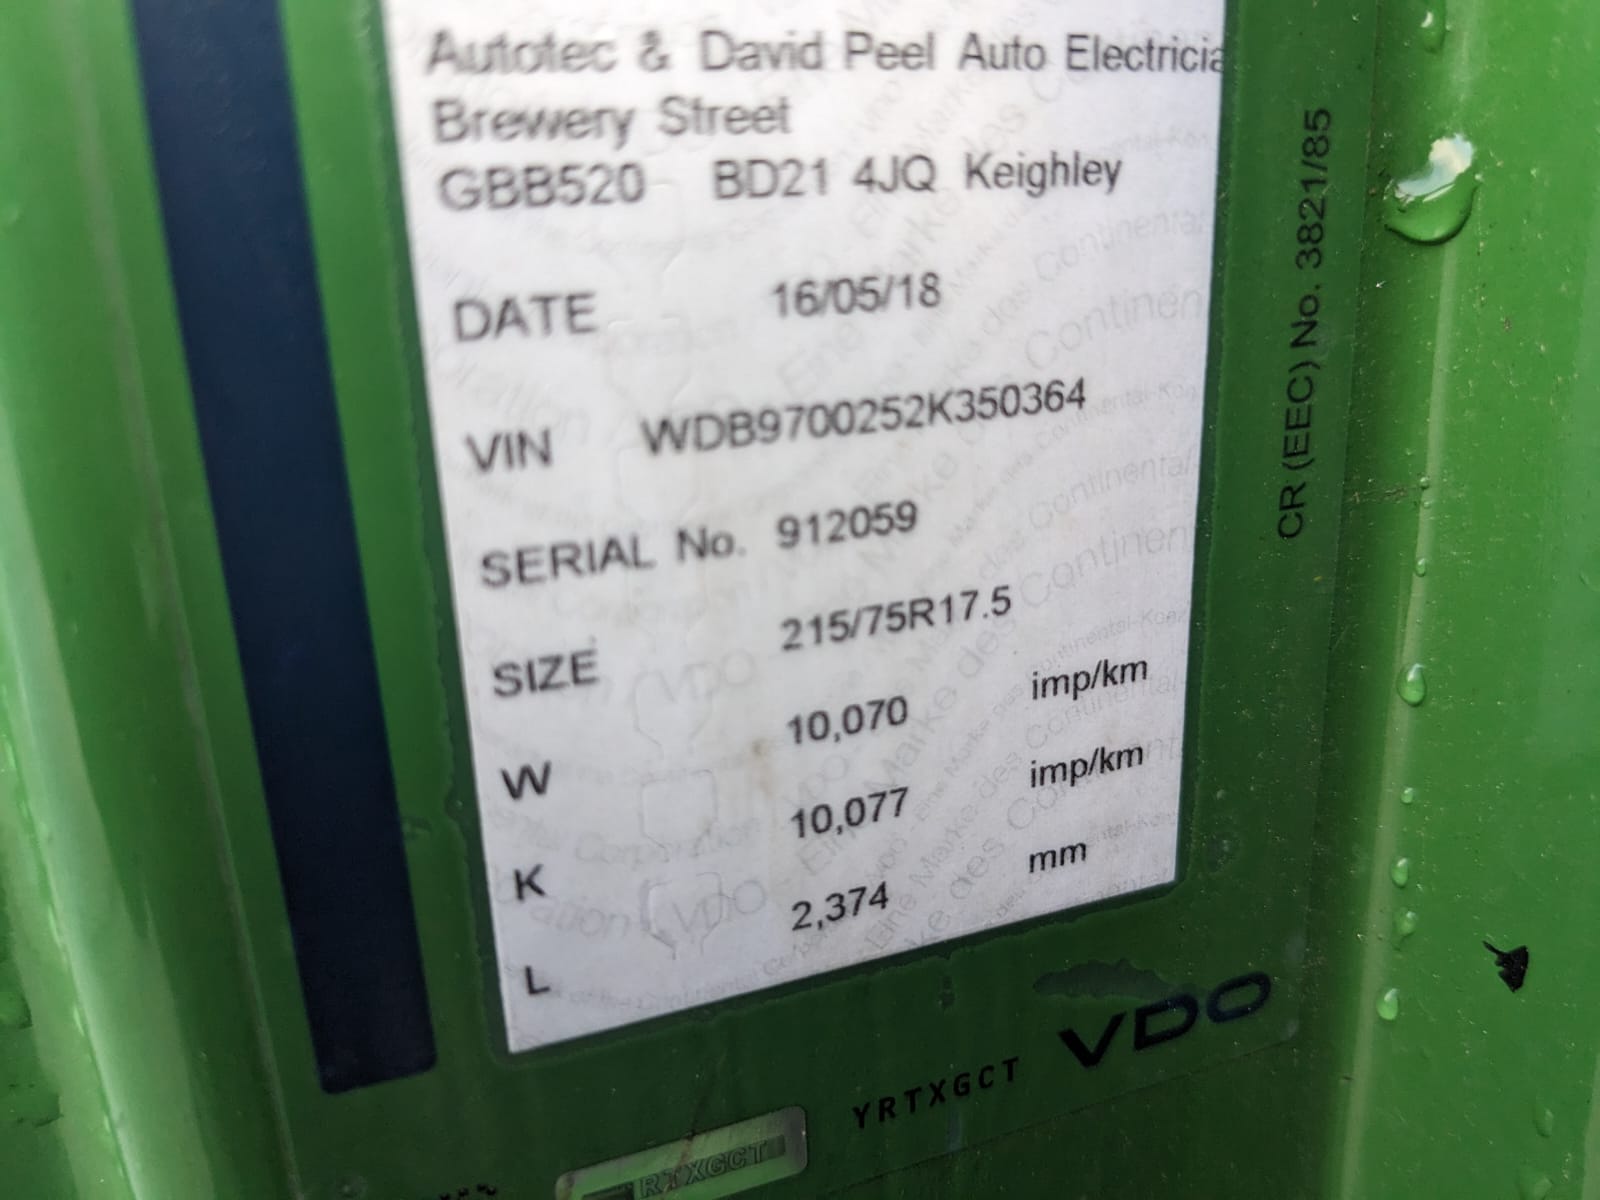 Autotec & David Peel Auto Electricia
Brewery Street
GBB520 BD21 4JQ Keighley
DATE 16/05/18
VIN WDB9700252K350364
SERIAL No. 912059
SIZE 215/75R17.5
W 10,070 imp/km
K 10,077 imp/km
L 2,374 mm
CR (EEC) No. 3821/85
VDO
YRTXGCT
RTXGCT